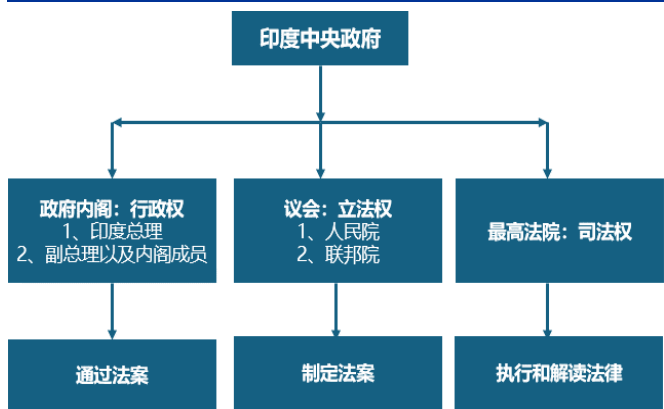 印度中央政府
政府内阁：行政权
1、印度总理
2、副总理以及内阁成员
议会：立法权
1、人民院
2、联邦院
最高法院：司法权
通过法案
制定法案
执行和解读法律